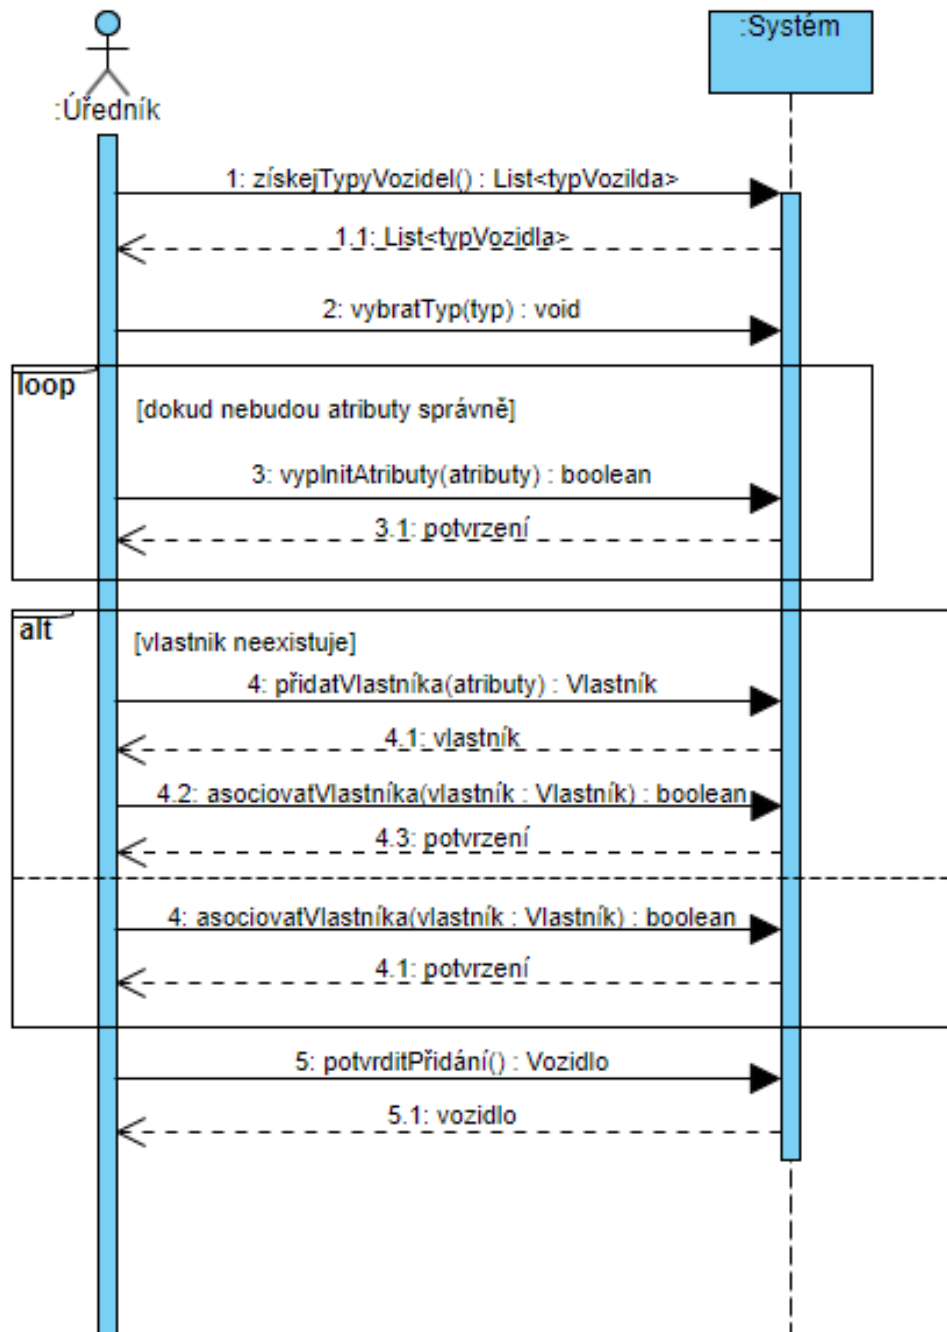 :Úředník
:Systém
1: získejTypyVozidel() : List<typVozilda>
1.1: List<typVozidla>
2: vybratTyp(typ) : void
loop
[dokud nebudou atributy správně]
3: vyplnitAtributy(atributy) : boolean
3.1: potvrzení
alt
[vlastnik neexistuje]
4: přidatVlastníka(atributy) : Vlastník
4.1: vlastník
4.2: asociovatVlastníka(vlastník : Vlastník) : boolean
4.3: potvrzení
4: asociovatVlastníka(vlastník : Vlastník) : boolean
4.1: potvrzení
5: potvrditPřidání() : Vozidlo
5.1: vozidlo